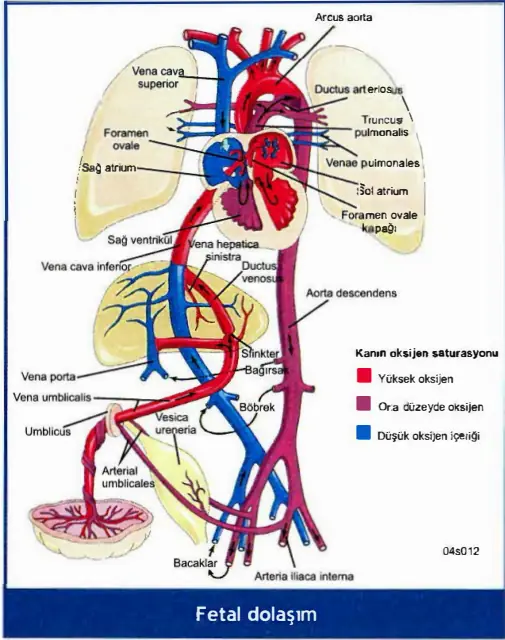 Arcus aorta
Vena cava
superior
Ductus arteriosus
Truncus
pulmonalis
Foramen
ovale
Venae pulmonales
Sağ atrium
Sol atrium
Foramen ovale
kapağı
Sağ ventrikül
Vena hepatica
sinistra
Vena cava inferior
Ductus
venosus
Aorta descendens
Sfinkter
Kanın oksijen saturasyonu
Bağırsak
Vena porta
Yüksek oksijen
Vena umbilicalis
Böbrek
Orta düzeyde oksijen
Vesica
ureneria
Umblicus
Düşük oksijen içeriği
Arterial
umblicales
04s012
Bacaklar
Arteria iliaca interna
Fetal dolaşım